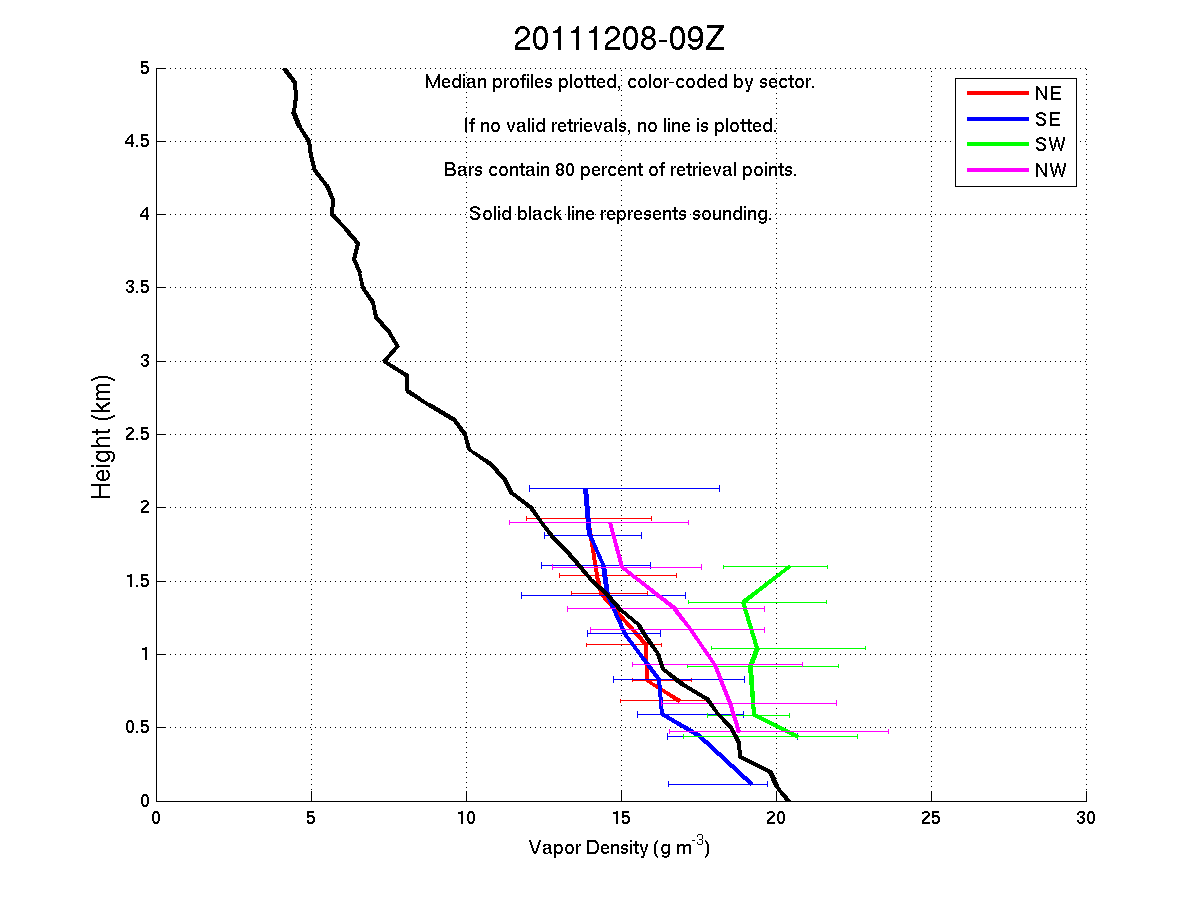 20111208-09Z
Median profiles plotted, color-coded by sector.
If no valid retrievals, no line is plotted.
Bars contain 80 percent of retrieval points.
Solid black line represents sounding.
NE
SE
SW
NW
5
4.5
4
3.5
3
2.5
2
1.5
1
0.5
0
Height (km)
0 5 10 15 20 25 30
Vapor Density (g m-3)